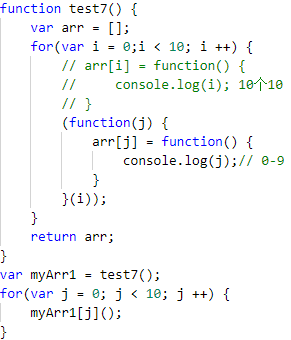 function test7() {
    var arr = [];
    for(var i = 0;i < 10; i ++) {
        // arr[i] = function() {
        //     console.log(i); 10个10
        // }
        (function(j) {
            arr[j] = function() {
                console.log(j);// 0-9
            }
        }(i));
    }
    return arr;
}
var myArr1 = test7();
for(var j = 0; j < 10; j ++) {
    myArr1[j]();
}